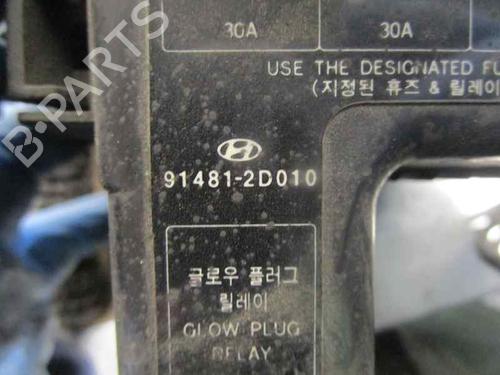 30A
30A
USE THE DESIGNATED FU
(지정된 휴즈 & 릴레이
B-PARTS
91481-2D010
글로우 플러그
릴레이
GLOW PLUG
RELAY